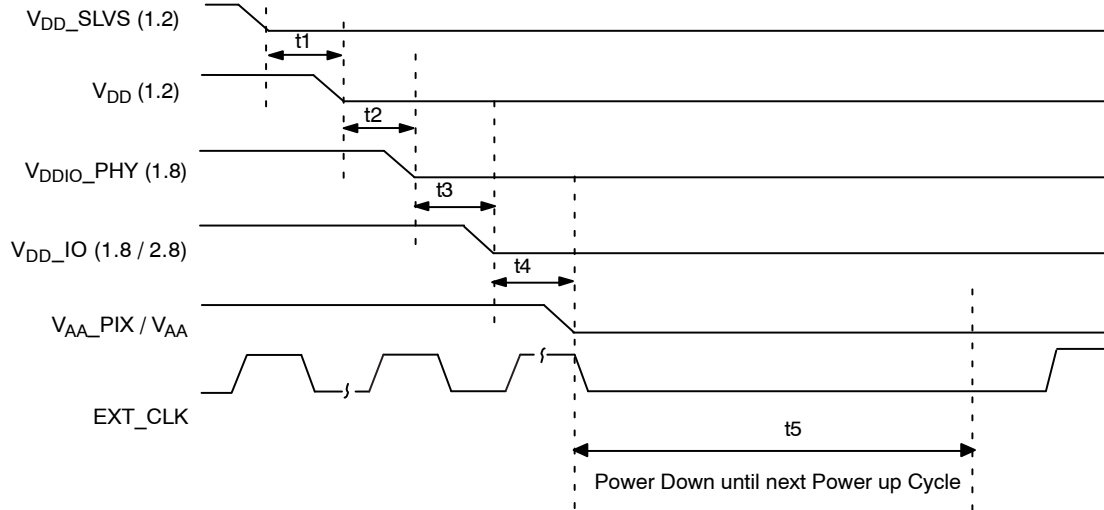 VDD_SLVS (1.2)
t1
VDD (1.2)
t2
VDDIO_PHY (1.8)
t3
VDD_IO (1.8 / 2.8)
t4
VAA_PIX / VAA
EXT_CLK
t5
Power Down until next Power up Cycle